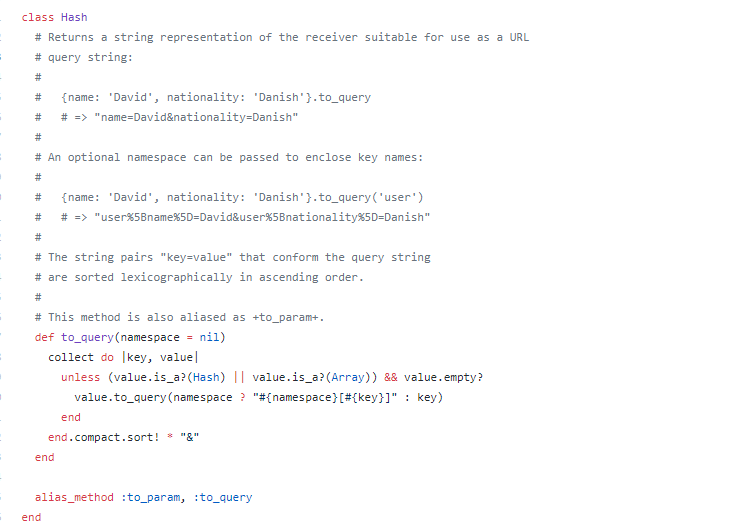 class Hash
# Returns a string representation of the receiver suitable for use as a URL
# query string:
#
#   {name: 'David', nationality: 'Danish'}.to_query
#   # => "name=David&nationality=Danish"
#
# An optional namespace can be passed to enclose key names:
#
#   {name: 'David', nationality: 'Danish'}.to_query('user')
#   # => "user%5Bname%5D=David&user%5Bnationality%5D=Danish"
#
# The string pairs "key=value" that conform the query string
# are sorted lexicographically in ascending order.
#
# This method is also aliased as +to_param+.
def to_query(namespace = nil)
collect do |key, value|
unless (value.is_a?(Hash) || value.is_a?(Array)) && value.empty?
value.to_query(namespace ? "#{namespace}[#{key}]" : key)
end
end.compact.sort! * "&"
end
alias_method :to_param, :to_query
end